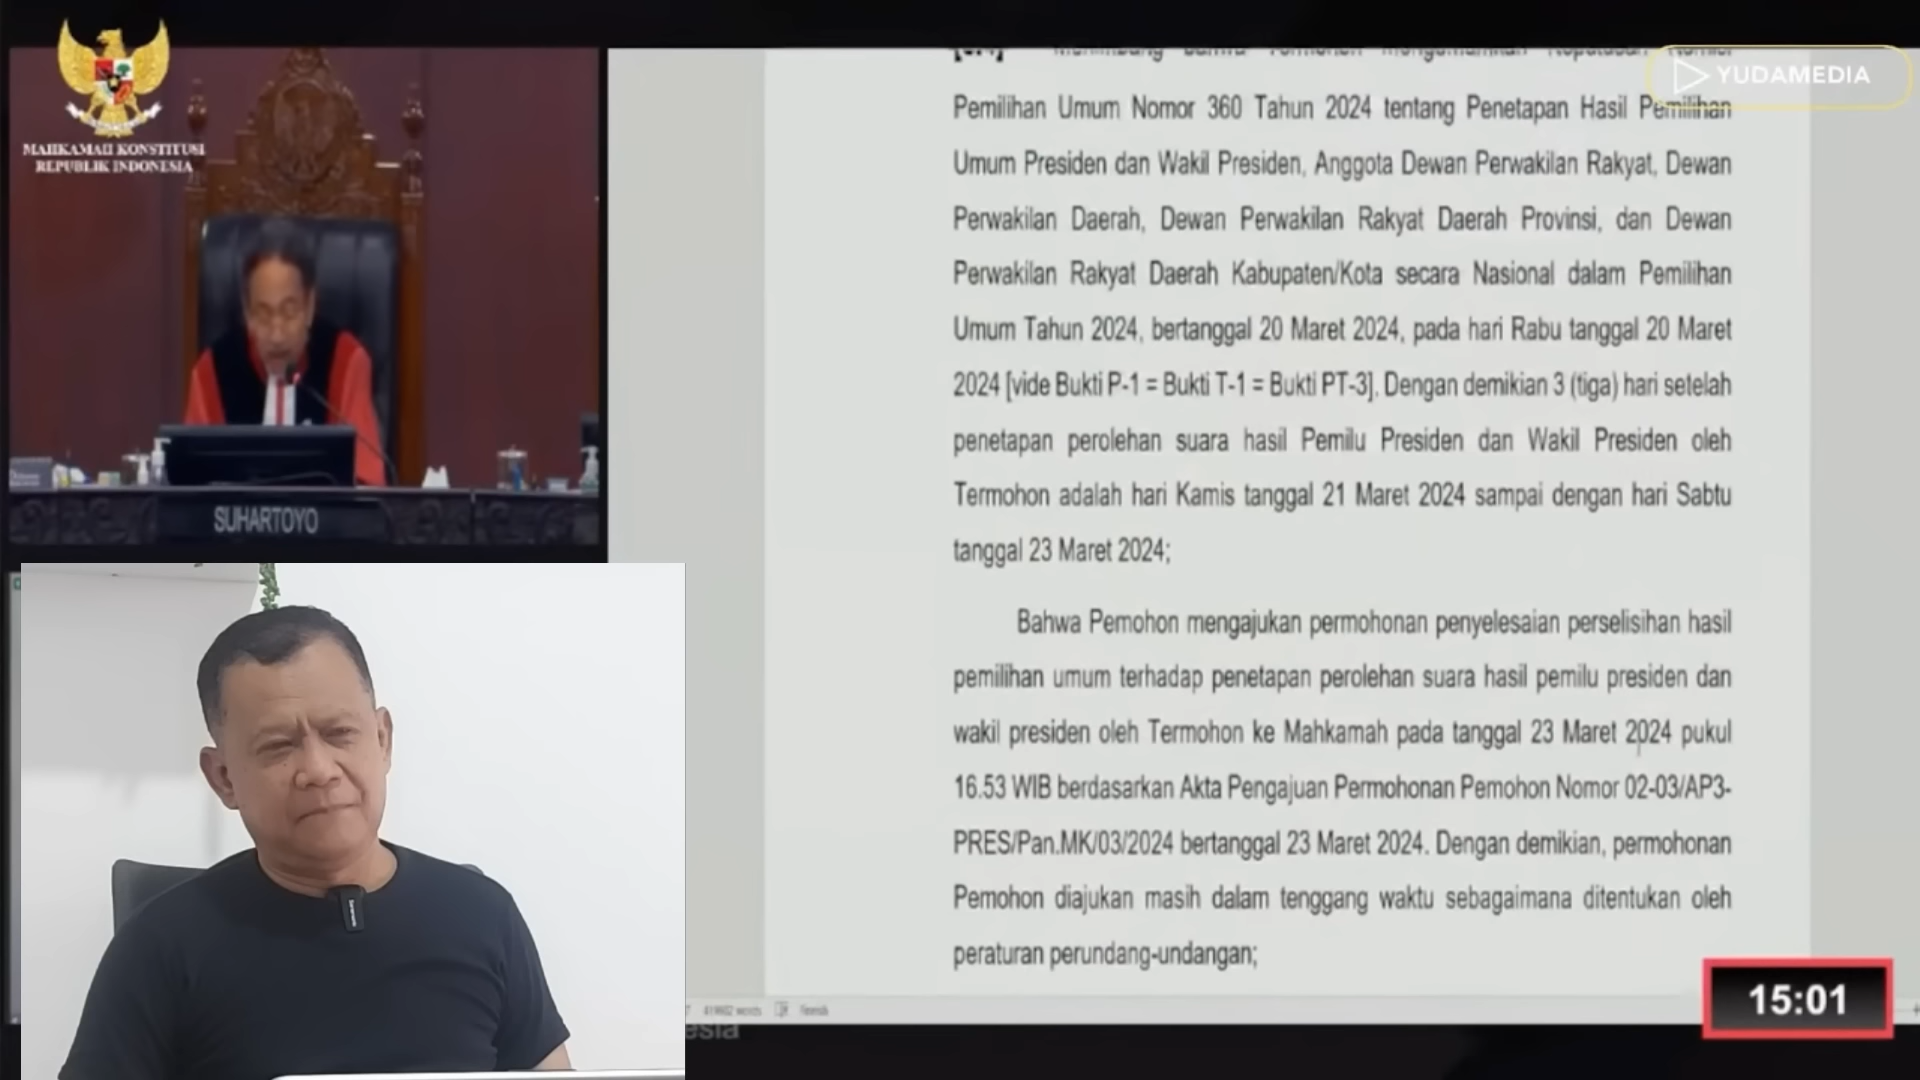 MAHKAMAH KONSTITUSI
REPUBLIK INDONESIA
SUHARTOYO
YUDAMEDIA
Pemilihan Umum Nomor 360 Tahun 2024 tentang Penetapan Hasil Pemilihan
Umum Presiden dan Wakil Presiden, Anggota Dewan Perwakilan Rakyat, Dewan
Perwakilan Daerah, Dewan Perwakilan Rakyat Daerah Provinsi, dan Dewan
Perwakilan Rakyat Daerah Kabupaten/Kota secara Nasional dalam Pemilihan
Umum Tahun 2024, bertanggal 20 Maret 2024, pada hari Rabu tanggal 20 Maret
2024 [vide Bukti P-1 = Bukti T-1 = Bukti PT-3]. Dengan demikian 3 (tiga) hari setelah
penetapan perolehan suara hasil Pemilu Presiden dan Wakil Presiden oleh
Termohon adalah hari Kamis tanggal 21 Maret 2024 sampai dengan hari Sabtu
tanggal 23 Maret 2024;
Bahwa Pemohon mengajukan permohonan penyelesaian perselisihan hasil
pemilihan umum terhadap penetapan perolehan suara hasil pemilu presiden dan
wakil presiden oleh Termohon ke Mahkamah pada tanggal 23 Maret 2024 pukul
16.53 WIB berdasarkan Akta Pengajuan Permohonan Pemohon Nomor 02-03/AP3-
PRES/Pan.MK/03/2024 bertanggal 23 Maret 2024. Dengan demikian, permohonan
Pemohon diajukan masih dalam tenggang waktu sebagaimana ditentukan oleh
peraturan perundang-undangan;
esia
15:01